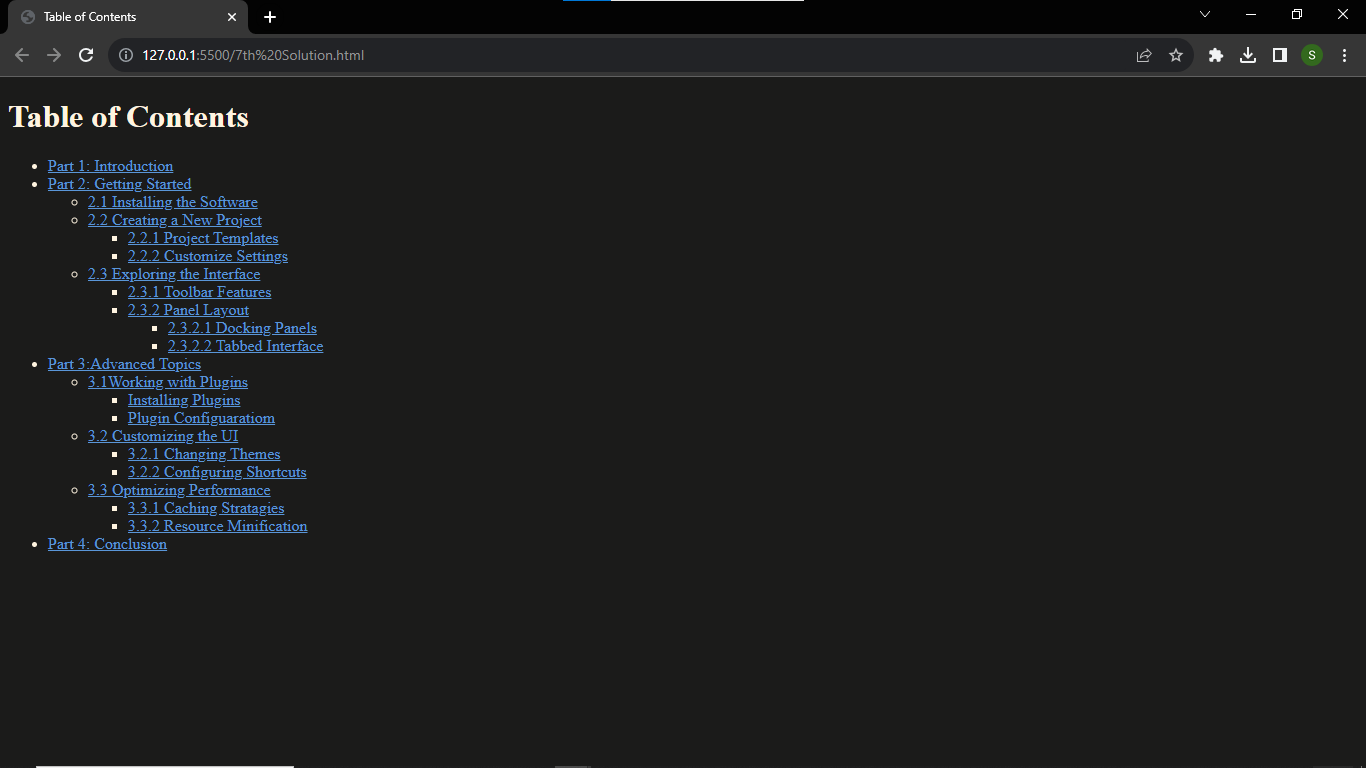 Table of Contents
127.0.0.1:5500/7th%20Solution.html
S
Table of Contents
Part 1: Introduction
Part 2: Getting Started
2.1 Installing the Software
2.2 Creating a New Project
2.2.1 Project Templates
2.2.2 Customize Settings
2.3 Exploring the Interface
2.3.1 Toolbar Features
2.3.2 Panel Layout
2.3.2.1 Docking Panels
2.3.2.2 Tabbed Interface
Part 3:Advanced Topics
3.1Working with Plugins
Installing Plugins
Plugin Configuaratiom
3.2 Customizing the UI
3.2.1 Changing Themes
3.2.2 Configuring Shortcuts
3.3 Optimizing Performance
3.3.1 Caching Stratagies
3.3.2 Resource Minification
Part 4: Conclusion